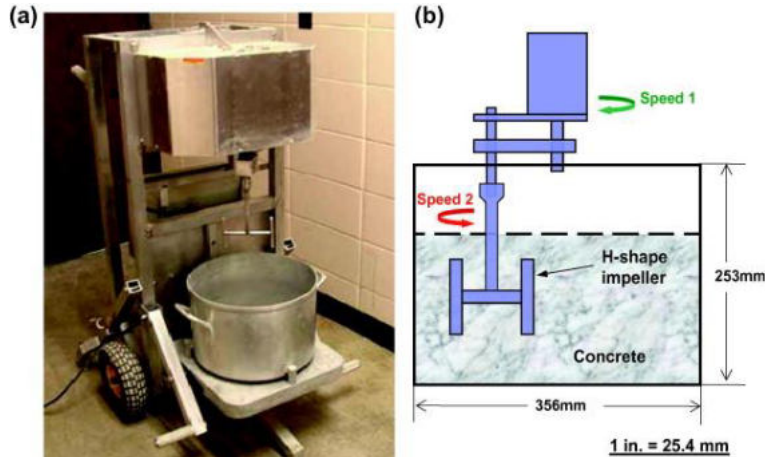 (a)
(b)
Speed 1
Speed 2
H-shape
impeller
253mm
Concrete
356mm
1 in. = 25.4 mm